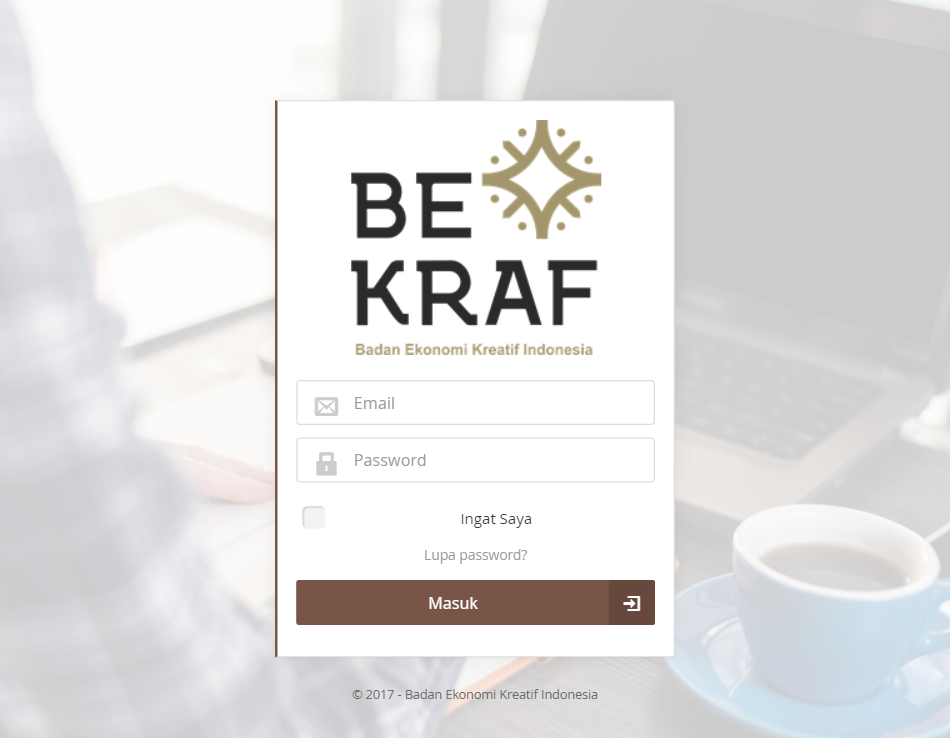 BE
KRAF
Badan Ekonomi Kreatif Indonesia
Email
Password
Ingat Saya
Lupa password?
Masuk
© 2017 - Badan Ekonomi Kreatif Indonesia